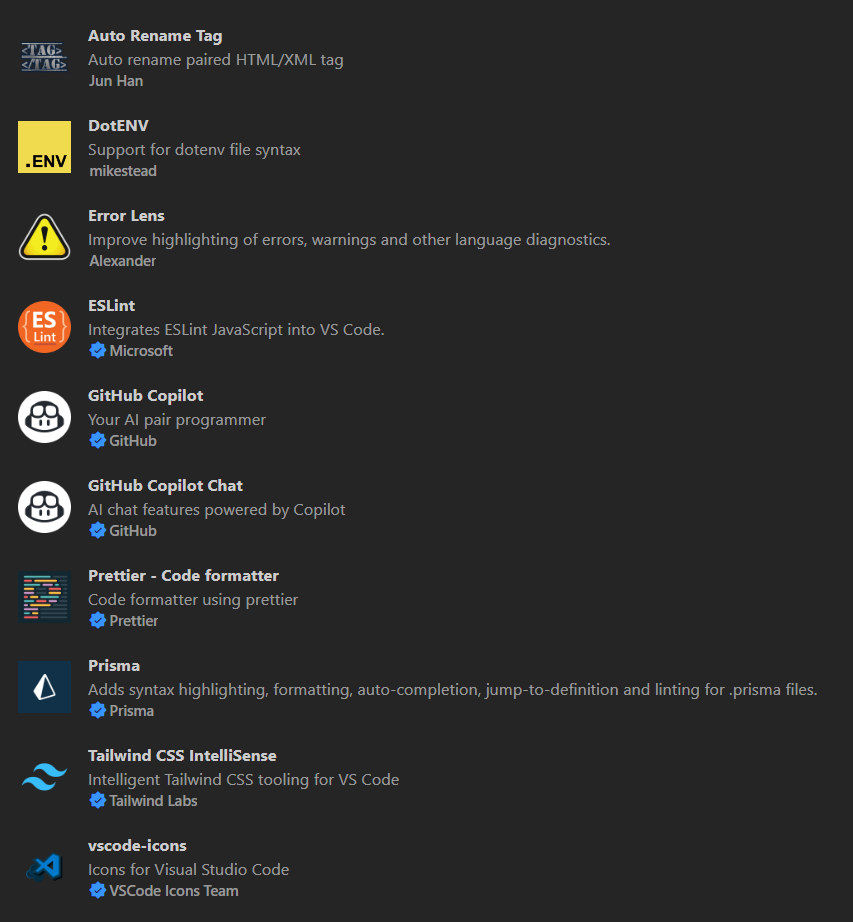 <TAG>
</TAG>
Auto Rename Tag
Auto rename paired HTML/XML tag
Jun Han
.ENV
DotENV
Support for dotenv file syntax
mikestead
Error Lens
Improve highlighting of errors, warnings and other language diagnostics.
Alexander
{ES
Lint}
ESLint
Integrates ESLint JavaScript into VS Code.
Microsoft
GitHub Copilot
Your AI pair programmer
GitHub
GitHub Copilot Chat
AI chat features powered by Copilot
GitHub
Prettier - Code formatter
Code formatter using prettier
Prettier
Prisma
Adds syntax highlighting, formatting, auto-completion, jump-to-definition and linting for .prisma files.
Prisma
Tailwind CSS IntelliSense
Intelligent Tailwind CSS tooling for VS Code
Tailwind Labs
vscode-icons
Icons for Visual Studio Code
VSCode Icons Team